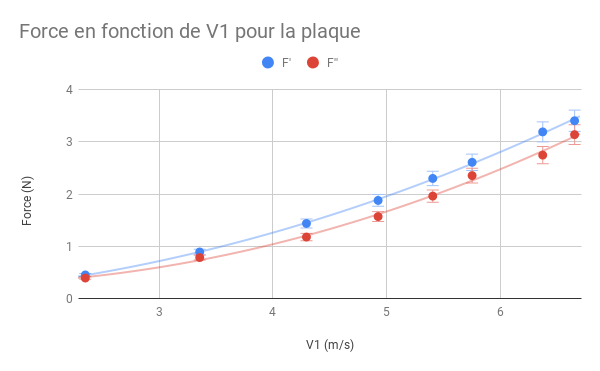 Force en fonction de V1 pour la plaque
F' F"
Force (N)
4
3
2
1
0
3 4 5 6
V1 (m/s)